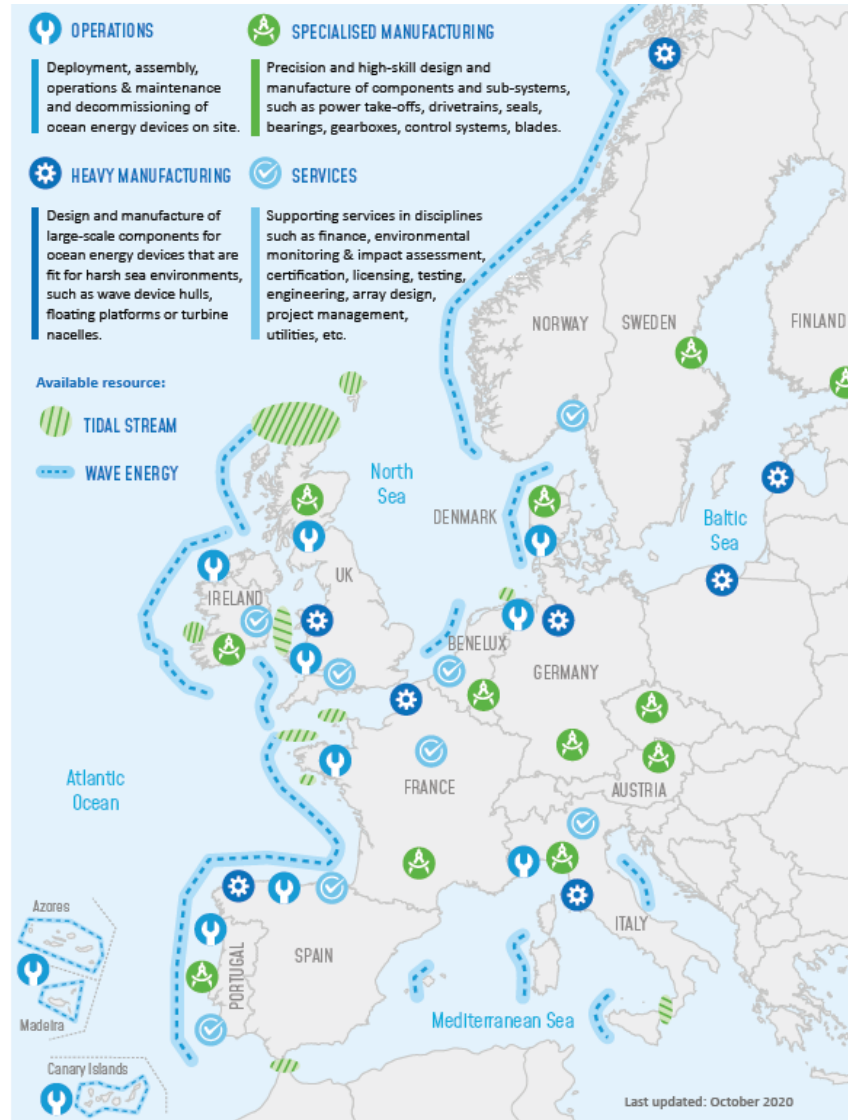 OPERATIONS
Deployment, assembly,
operations & maintenance
and decommissioning of
ocean energy devices on site.
SPECIALISED MANUFACTURING
Precision and high-skill design and
manufacture of components and sub-systems,
such as power take-offs, drivetrains, seals,
bearings, gearboxes, control systems, blades.
HEAVY MANUFACTURING
Design and manufacture of
large-scale components for
ocean energy devices that are
fit for harsh sea environments,
such as wave device hulls,
floating platforms or turbine
nacelles.
SERVICES
Supporting services in disciplines
such as finance, environmental
monitoring & impact assessment,
certification, licensing, testing,
engineering, array design,
project management,
utilities, etc.
Available resource:
TIDAL STREAM
WAVE ENERGY
NORWAY
SWEDEN
FINLAND
North
Sea
DENMARK
Baltic
Sea
UK
IRELAND
BENELUX
GERMANY
Atlantic
Ocean
FRANCE
AUSTRIA
ITALY
Azores
PORTUGAL
SPAIN
Madeira
Mediterranean Sea
Canary Islands
Last updated: October 2020